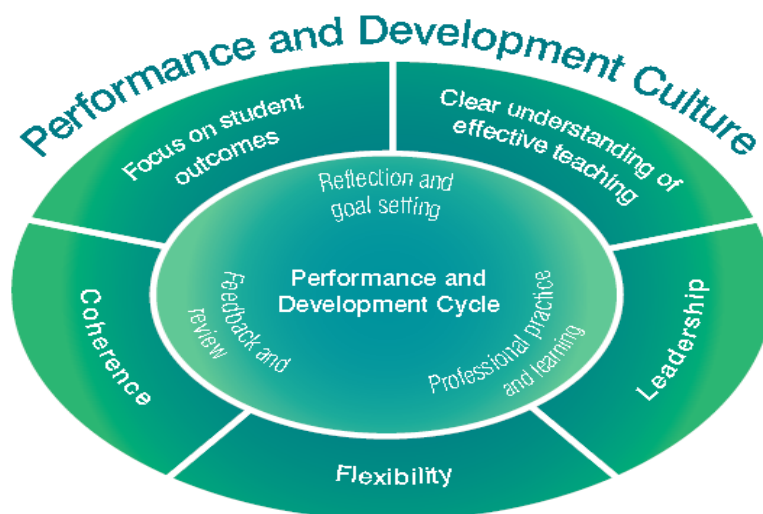 Performance and Development Culture
Focus on student
outcomes
Clear understanding of
effective teaching
Reflection and
goal setting
Performance and
Development Cycle
Feedback and
review
Professional practice
and learning
Coherence
Leadership
Flexibility